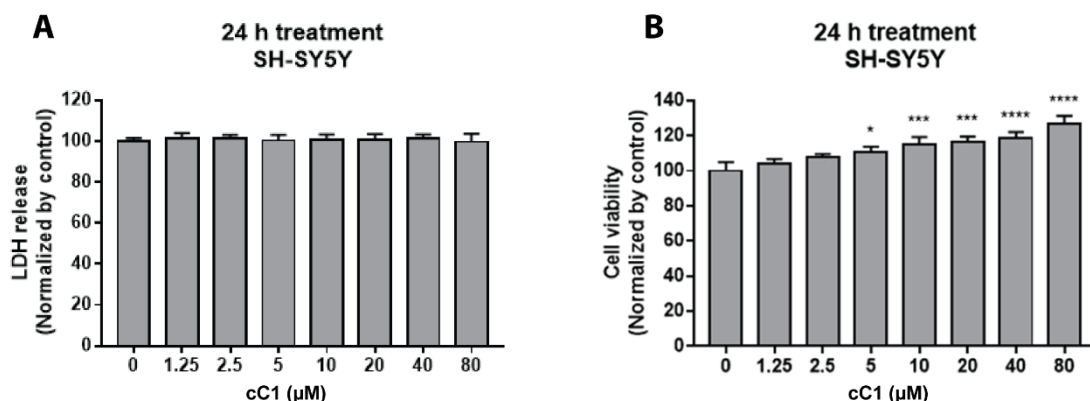 A
24 h treatment
SH-SY5Y
LDH release
(Normalized by control)
120
100
80
60
40
20
0
0 1.25 2.5 5 10 20 40 80
cC1 (µM)
B
24 h treatment
SH-SY5Y
Cell viability
(Normalized by control)
140
120
100
80
60
40
20
0
* *** *** **** ****
0 1.25 2.5 5 10 20 40 80
cC1 (µM)